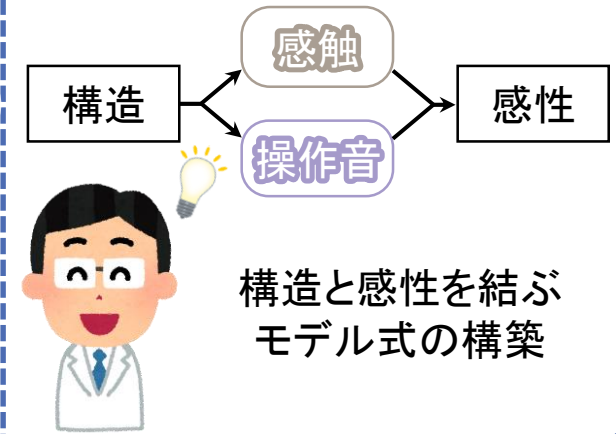 感触
構造
感性
操作音
構造と感性を結ぶ
モデル式の構築